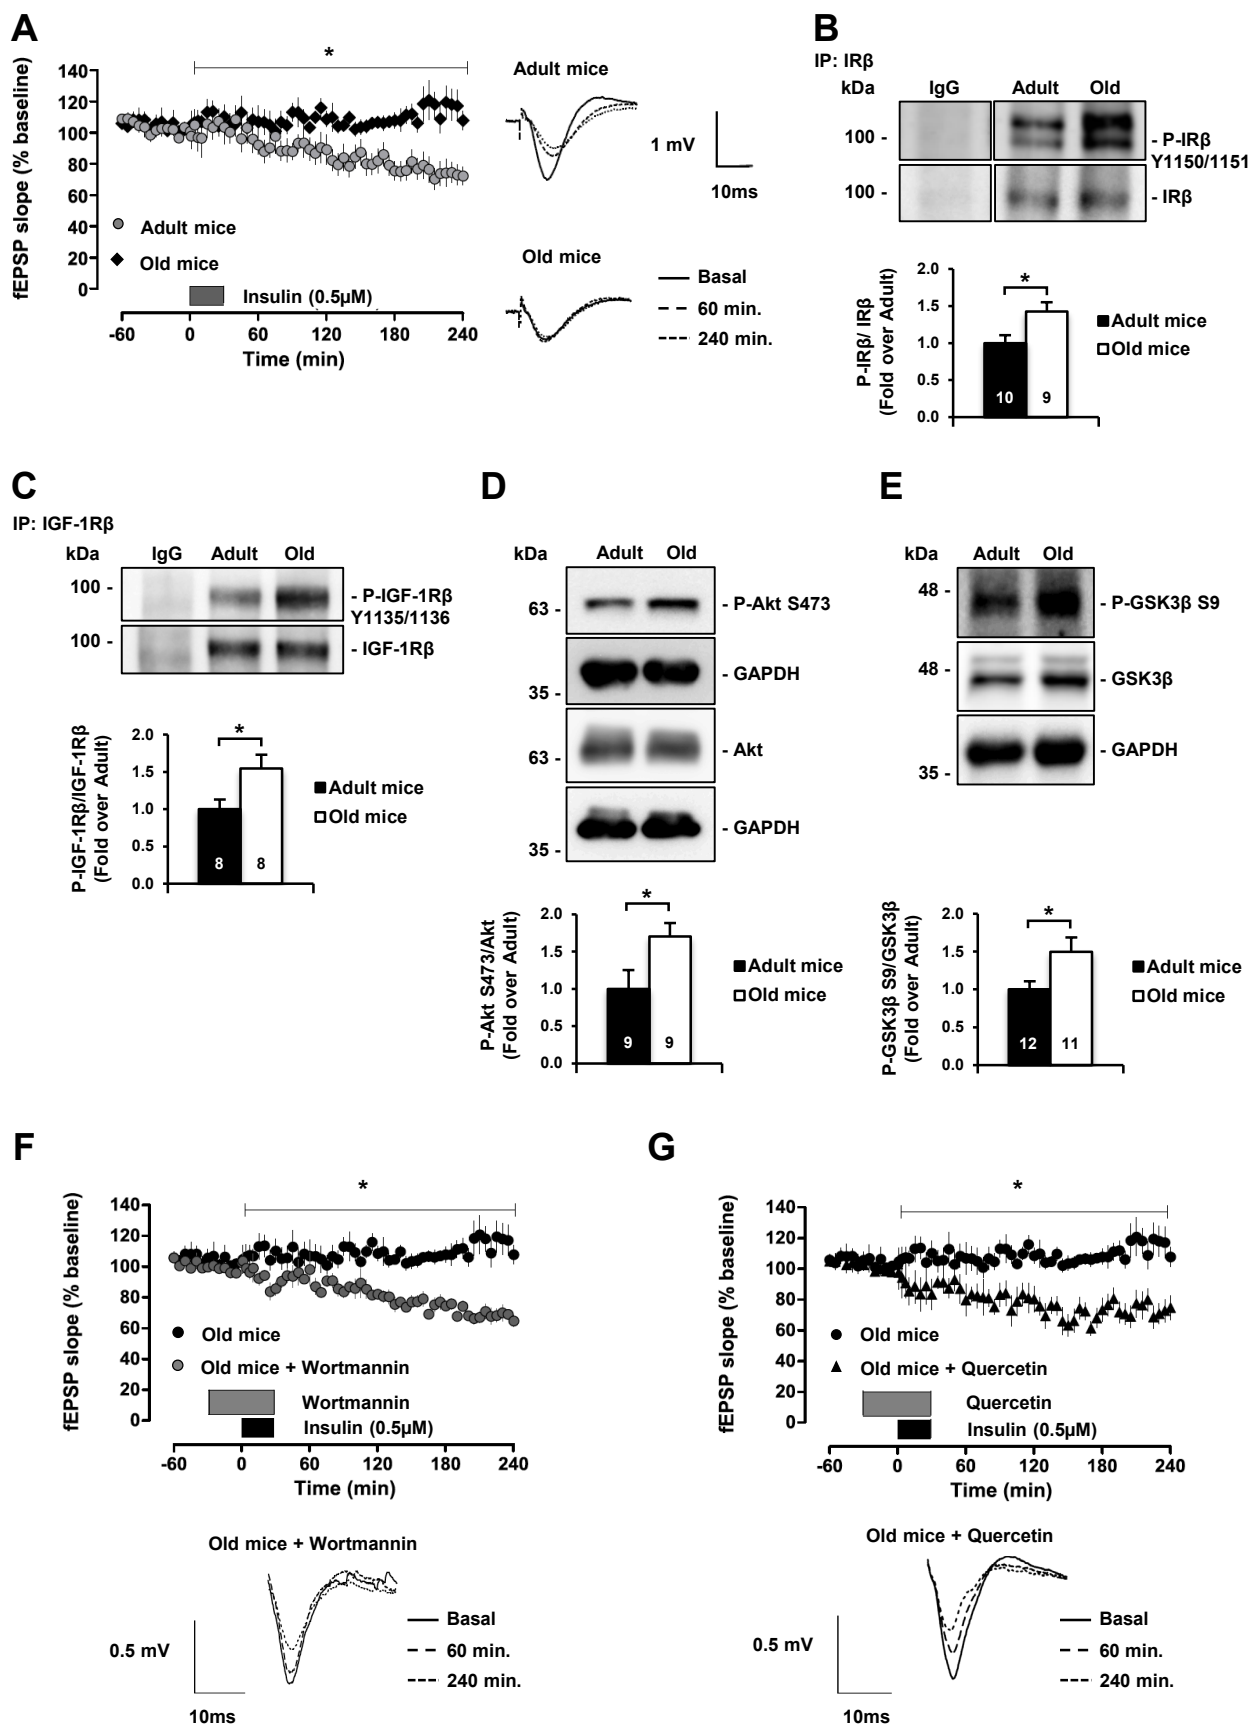 A
*
fEPSP slope (% baseline)
140
120
100
80
60
40
20
0
Adult mice
Old mice
Insulin (0.5µM)
-60
0
60
120
180
240
Time (min)
Adult mice
1 mV
10ms
Old mice
Basal
60 min.
240 min.
B
IP: IRβ
kDa
IgG
Adult
Old
100 -
- P-IRβ
Y1150/1151
100 -
- IRβ
P-IRβ/ IRβ
(Fold over Adult)
2.0
1.5
1.0
0.5
0.0
*
10
9
Adult mice
Old mice
C
IP: IGF-1Rβ
kDa
IgG
Adult
Old
100 -
- P-IGF-1Rβ
Y1135/1136
100 -
- IGF-1Rβ
P-IGF-1Rβ/IGF-1Rβ
(Fold over Adult)
2.0
1.5
1.0
0.5
0.0
*
8
8
Adult mice
Old mice
D
kDa
Adult
Old
63 -
- P-Akt S473
- GAPDH
35 -
63 -
- Akt
- GAPDH
35 -
P-Akt S473/Akt
(Fold over Adult)
2.0
1.5
1.0
0.5
0.0
*
9
9
Adult mice
Old mice
E
kDa
Adult
Old
48 -
- P-GSK3β S9
48 -
- GSK3β
- GAPDH
35 -
P-GSK3β S9/GSK3β
(Fold over Adult)
2.0
1.5
1.0
0.5
0.0
*
12
11
Adult mice
Old mice
F
*
fEPSP slope (% baseline)
140
120
100
80
60
40
20
0
Old mice
Old mice + Wortmannin
Wortmannin
Insulin (0.5µM)
-60
0
60
120
180
240
Time (min)
Old mice + Wortmannin
0.5 mV
10ms
Basal
60 min.
240 min.
G
*
fEPSP slope (% baseline)
140
120
100
80
60
40
20
0
Old mice
Old mice + Quercetin
Quercetin
Insulin (0.5µM)
-60
0
60
120
180
240
Time (min)
Old mice + Quercetin
0.5 mV
10ms
Basal
60 min.
240 min.